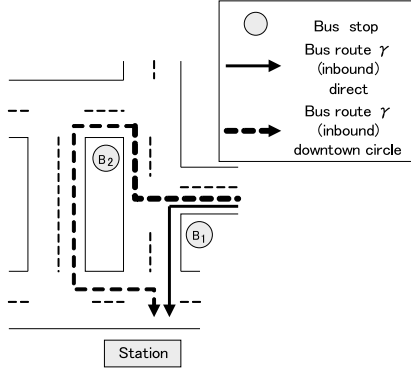 Bus stop
Bus route γ
(inbound)
direct
Bus route γ
(inbound)
downtown circle
B2
B1
Station